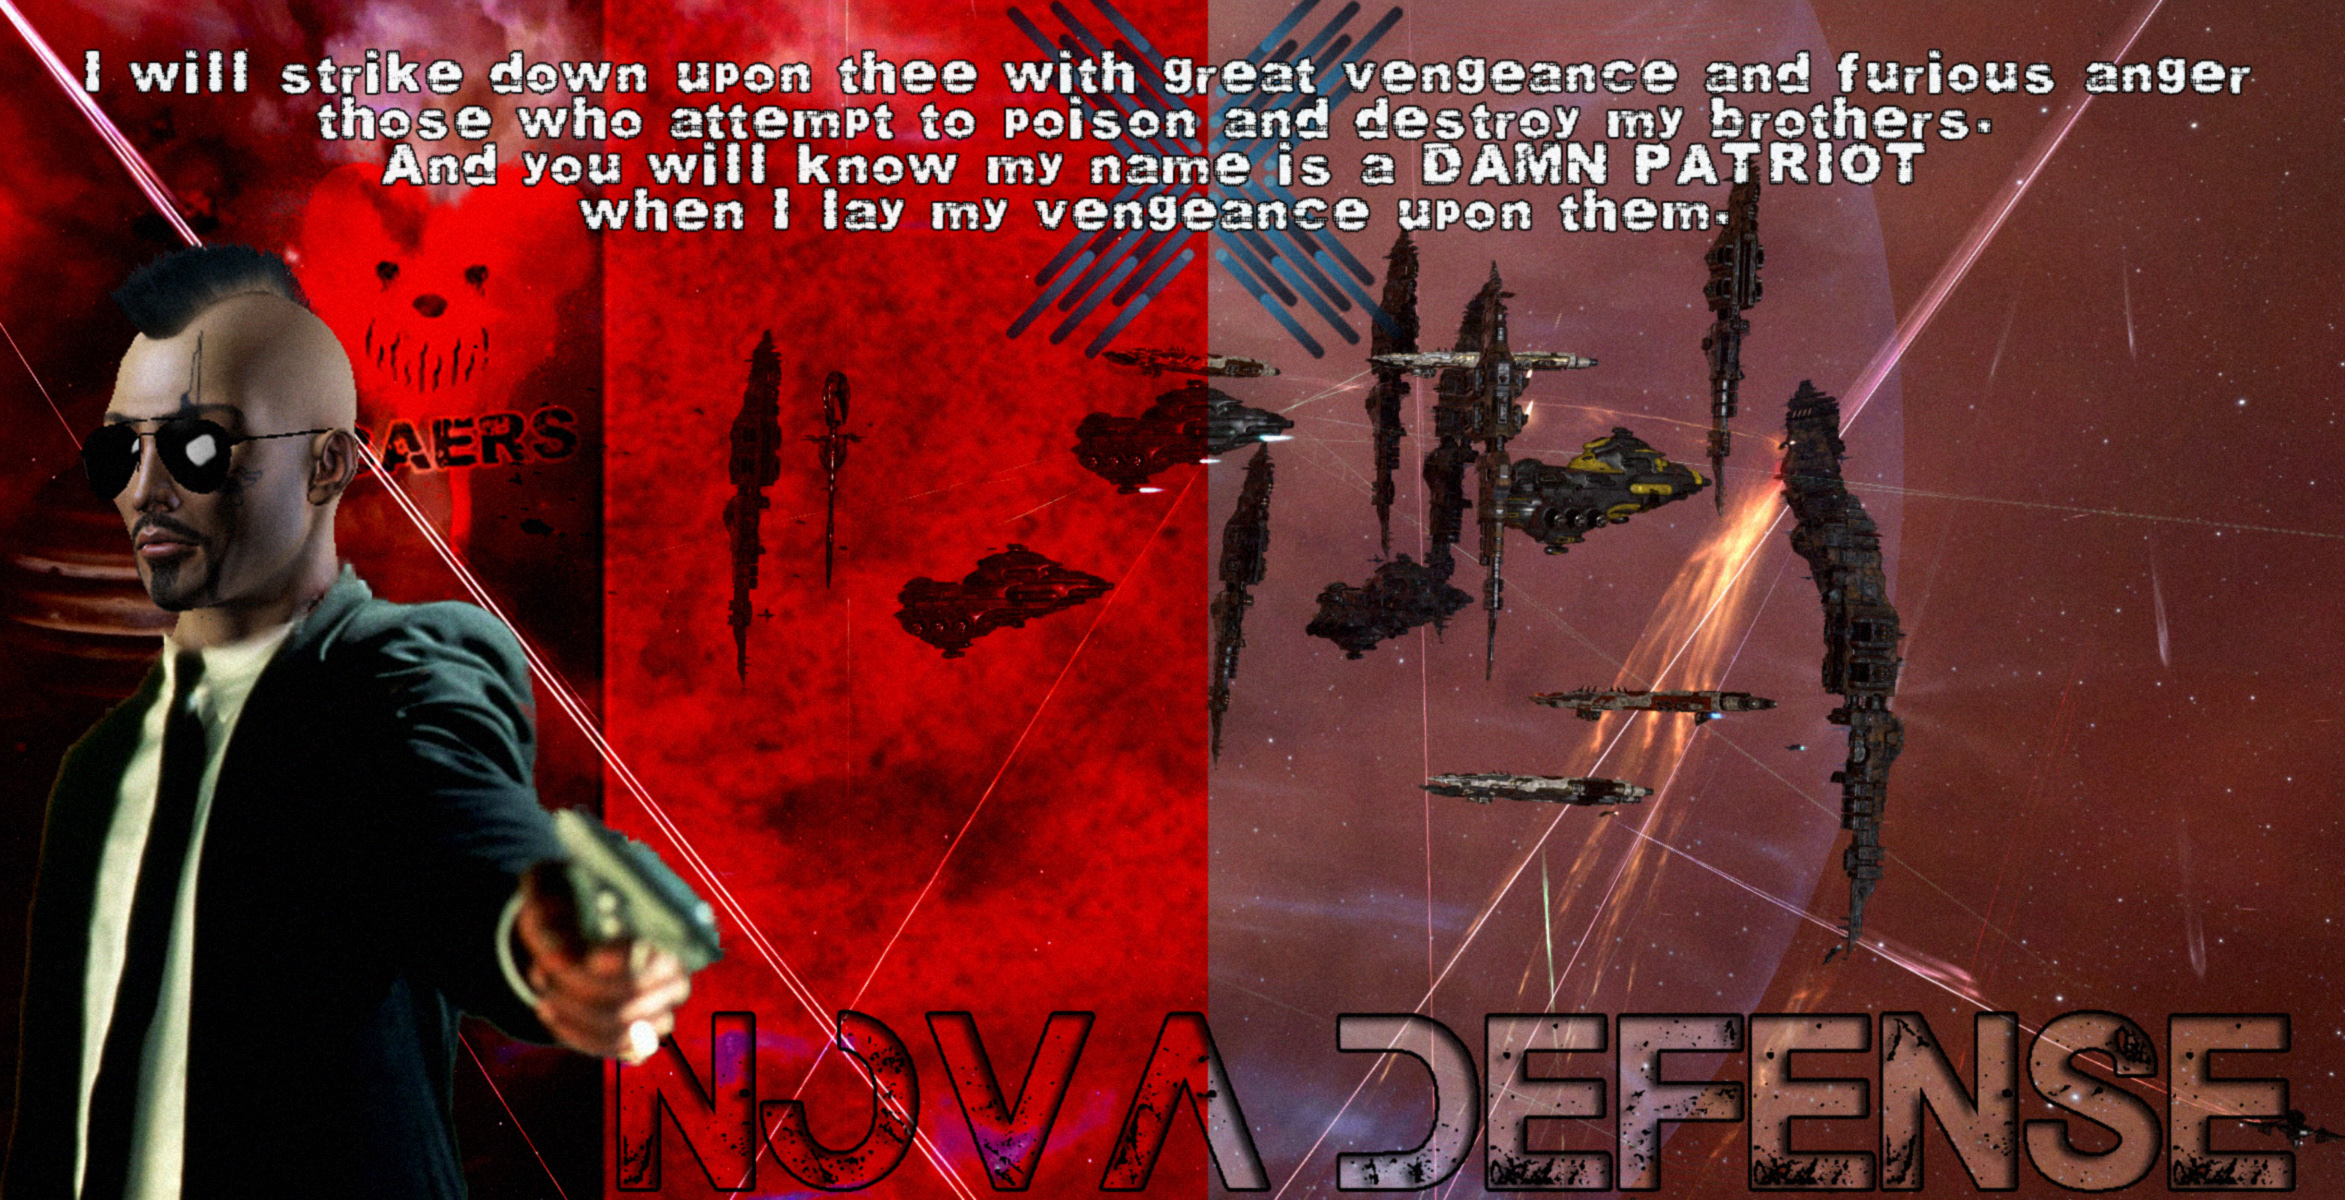 I will strike down upon thee with great vengeance and furious anger
those who attempt to poison and destroy my brothers.
And you will know my name is a DAMN PATRIOT
when I lay my vengeance upon them.
NOVA DEFENSE